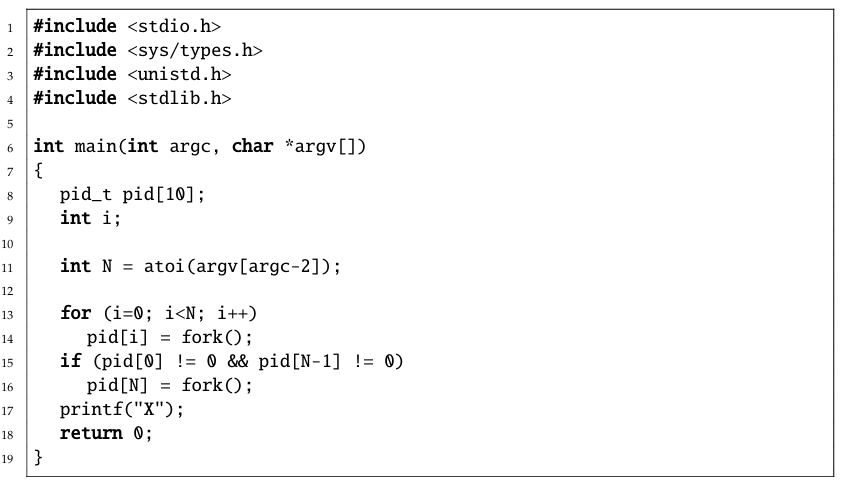 1 #include <stdio.h>
2 #include <sys/types.h>
3 #include <unistd.h>
4 #include <stdlib.h>
5
6 int main(int argc, char *argv[])
7 {
8 pid_t pid[10];
9 int i;
10
11 int N = atoi(argv[argc-2]);
12
13 for (i=0; i<N; i++)
14 pid[i] = fork();
15 if (pid[0] != 0 && pid[N-1] != 0)
16 pid[N] = fork();
17 printf("X");
18 return 0;
19 }